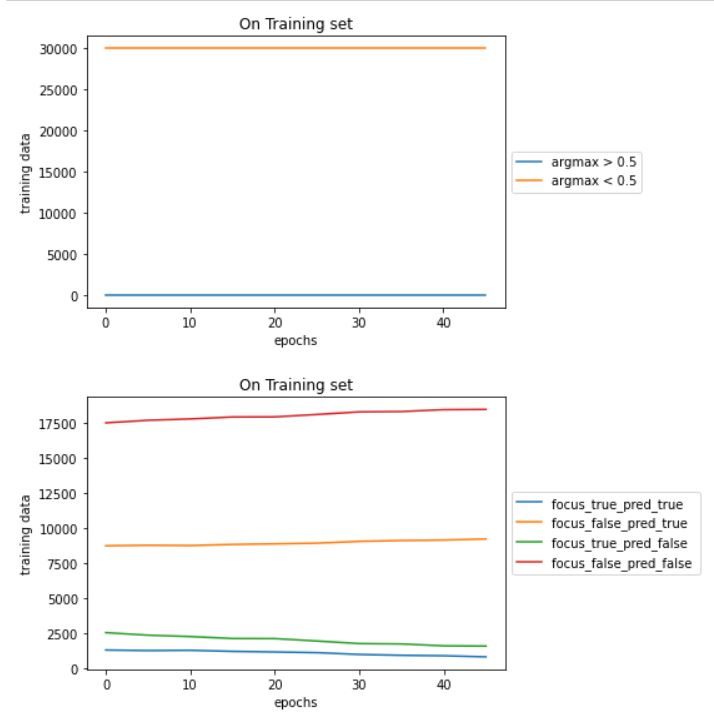 On Training set
30000
25000
20000
15000
10000
5000
0
training data
0 10 20 30 40
epochs
argmax > 0.5
argmax < 0.5
On Training set
17500
15000
12500
10000
7500
5000
2500
0
training data
0 10 20 30 40
epochs
focus_true_pred_true
focus_false_pred_true
focus_true_pred_false
focus_false_pred_false